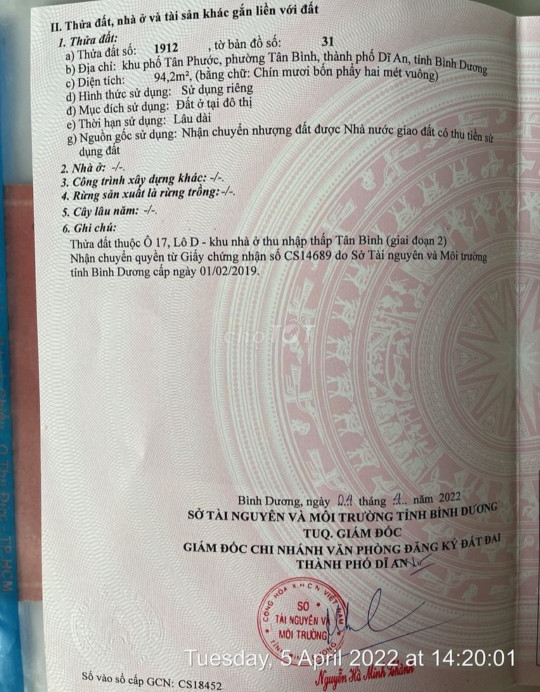 II. Thửa đất, nhà ở và tài sản khác gắn liền với đất
1. Thửa đất:
a) Thửa đất số: 1912 , tờ bản đồ số: 31
b) Địa chỉ: khu phố Tân Phước, phường Tân Bình, thành phố Dĩ An, tỉnh Bình Dương
c) Diện tích: 94,2m², (bằng chữ: Chín mươi bốn phẩy hai mét vuông)
d) Hình thức sử dụng: Sử dụng riêng
đ) Mục đích sử dụng: Đất ở tại đô thị
e) Thời hạn sử dụng: Lâu dài
g) Nguồn gốc sử dụng: Nhận chuyển nhượng đất được Nhà nước giao đất có thu tiền sử
dụng đất
2. Nhà ở: -/-.
3. Công trình xây dựng khác: -/-.
4. Rừng sản xuất là rừng trồng:-/-.
5. Cây lâu năm: -/-.
6. Ghi chú:
Thửa đất thuộc Ô 17, Lô D - khu nhà ở thu nhập thấp Tân Bình (giai đoạn 2)
Nhận chuyển quyền từ Giấy chứng nhận số CS14689 do Sở Tài nguyên và Môi trường
tỉnh Bình Dương cấp ngày 01/02/2019.
chợTỐT
Bình Dương, ngày tháng năm 2022
SỞ TÀI NGUYÊN VÀ MÔI TRƯỜNG TỈNH BÌNH DƯƠNG
TUQ. GIÁM ĐỐC
GIÁM ĐỐC CHI NHÁNH VĂN PHÒNG ĐĂNG KÝ ĐẤT ĐAI
THÀNH PHỐ DĨ AN
CỘNG HÒA X.H.C.N VIỆT NAM
SỞ
TÀI NGUYÊN VÀ
MÔI TRƯỜNG
Tuesday, 5 April 2022 at 14:20:01
Số vào sổ cấp GCN: CS18452
Nguyễn Hà Minh
TP. HCM